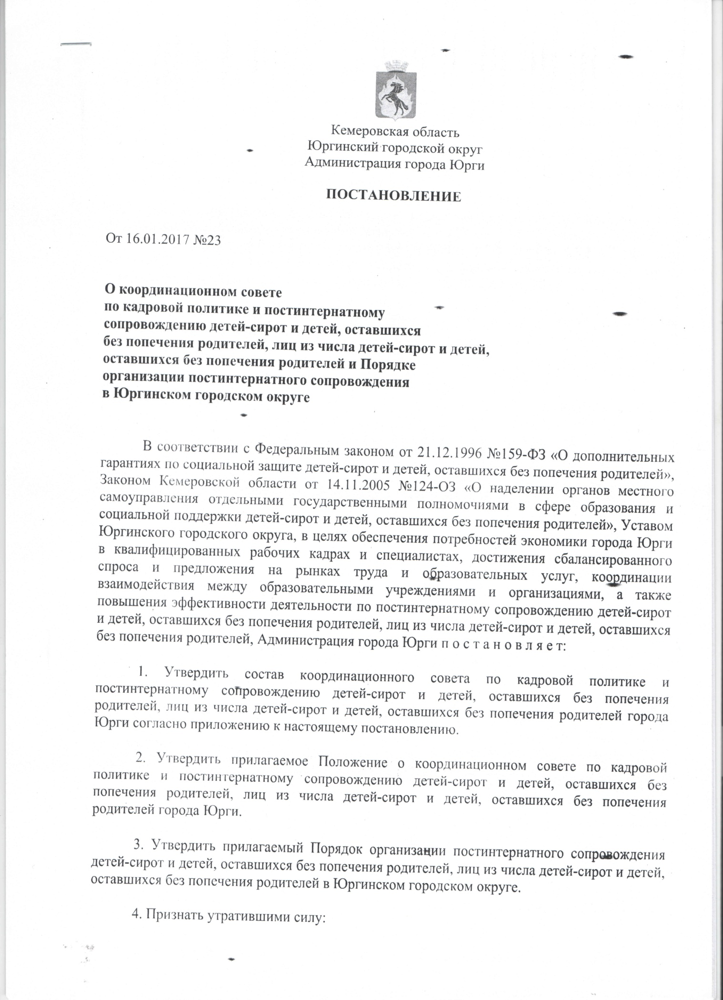 Кемеровская область
Юргинский городской округ
Администрация города Юрги
ПОСТАНОВЛЕНИЕ
От 16.01.2017 №23
О координационном совете
по кадровой политике и постинтернатному
сопровождению детей-сирот и детей, оставшихся
без попечения родителей, лиц из числа детей-сирот и детей,
оставшихся без попечения родителей и Порядке
организации постинтернатного сопровождения
в Юргинском городском округе
В соответствии с Федеральным законом от 21.12.1996 №159-ФЗ «О дополнительных
гарантиях по социальной защите детей-сирот и детей, оставшихся без попечения родителей»,
Законом Кемеровской области от 14.11.2005 №124-ОЗ «О наделении органов местного
самоуправления отдельными государственными полномочиями в сфере образования и
социальной поддержки детей-сирот и детей, оставшихся без попечения родителей», Уставом
Юргинского городского округа, в целях обеспечения потребностей экономики города Юрги
в квалифицированных рабочих кадрах и специалистах, достижения сбалансированного
спроса и предложения на рынках труда и образовательных услуг, координации
взаимодействия между образовательными учреждениями и организациями, а также
повышения эффективности деятельности по постинтернатному сопровождению детей-сирот
и детей, оставшихся без попечения родителей, лиц из числа детей-сирот и детей, оставшихся
без попечения родителей, Администрация города Юрги п о с т а н о в л я е т:
1. Утвердить состав координационного совета по кадровой политике и
постинтернатному сопровождению детей-сирот и детей, оставшихся без попечения
родителей, лиц из числа детей-сирот и детей, оставшихся без попечения родителей города
Юрги согласно приложению к настоящему постановлению.
2. Утвердить прилагаемое Положение о координационном совете по кадровой
политике и постинтернатному сопровождению детей-сирот и детей, оставшихся без
попечения родителей, лиц из числа детей-сирот и детей, оставшихся без попечения
родителей города Юрги.
3. Утвердить прилагаемый Порядок организации постинтернатного сопровождения
детей-сирот и детей, оставшихся без попечения родителей, лиц из числа детей-сирот и детей,
оставшихся без попечения родителей в Юргинском городском округе.
4. Признать утратившими силу: